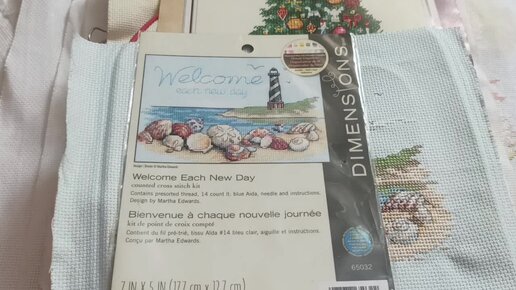 Welcome
each new day
DIMENSIONS
Welcome Each New Day
counted cross stitch kit
Contains presorted thread, 14 count lt. blue Aida, needle and instructions.
Design by Martha Edwards.
Bienvenue à chaque nouvelle journée
kit de point de croix compté
Contient du fil pré-trié, tissu Aïda #14 bleu clair, aiguille et instructions.
Conçu par Martha Edwards.
65032
7 IN X 5 IN (17.7 cm x 12.7 cm)